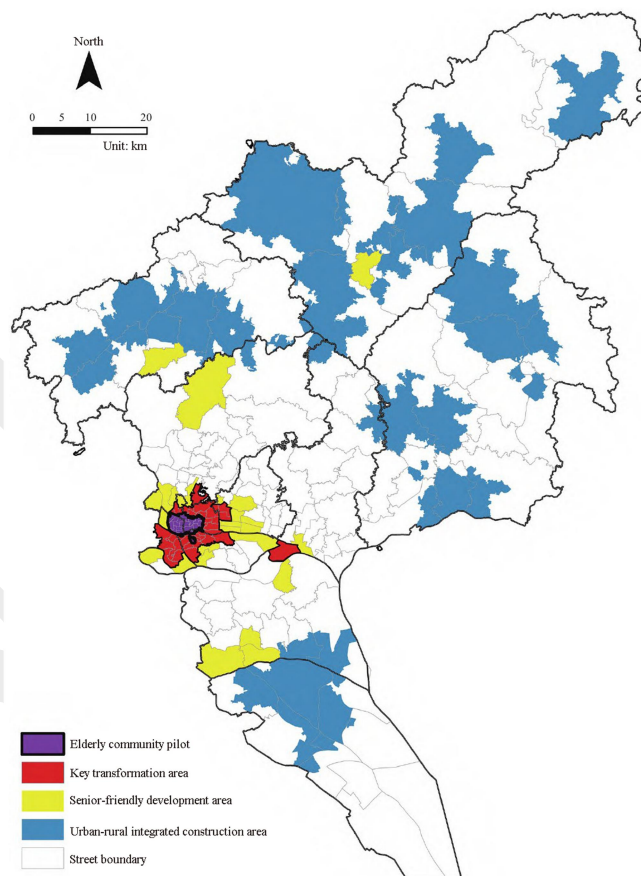 North
0 5 10 20
Unit: km
Elderly community pilot
Key transformation area
Senior-friendly development area
Urban-rural integrated construction area
Street boundary